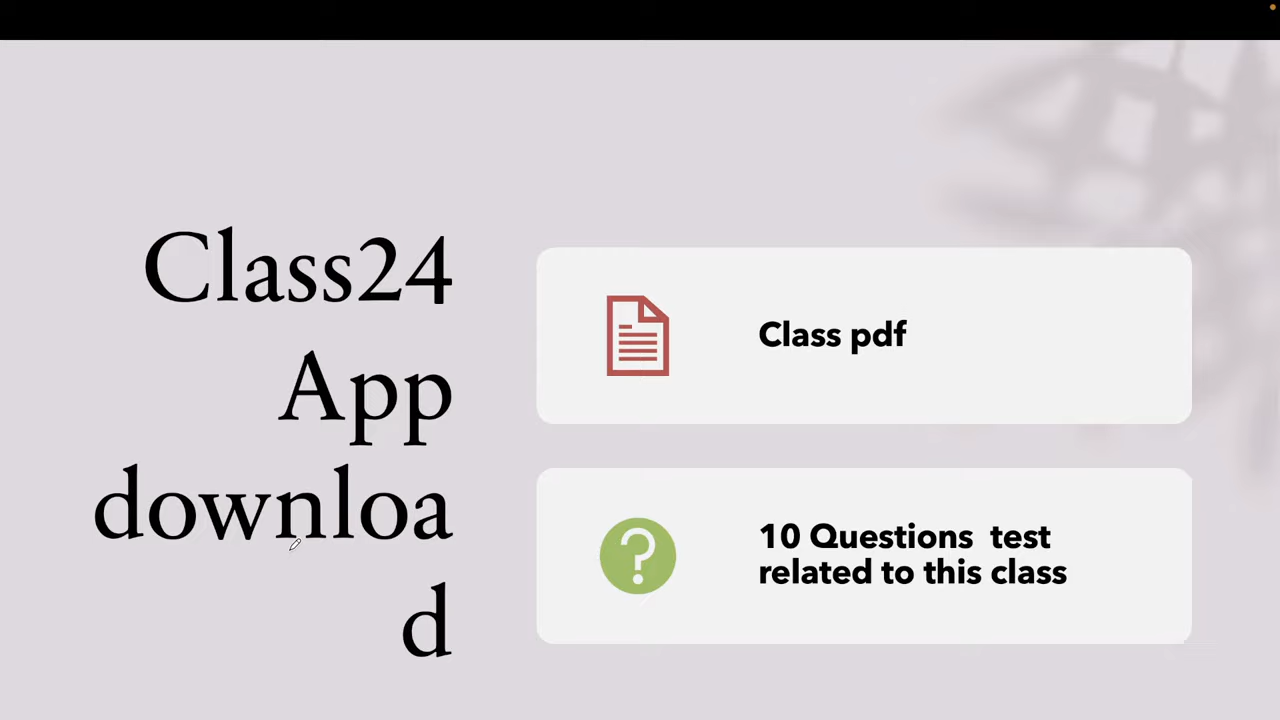 Class24
App
downloa
d
Class pdf
10 Questions test
related to this class